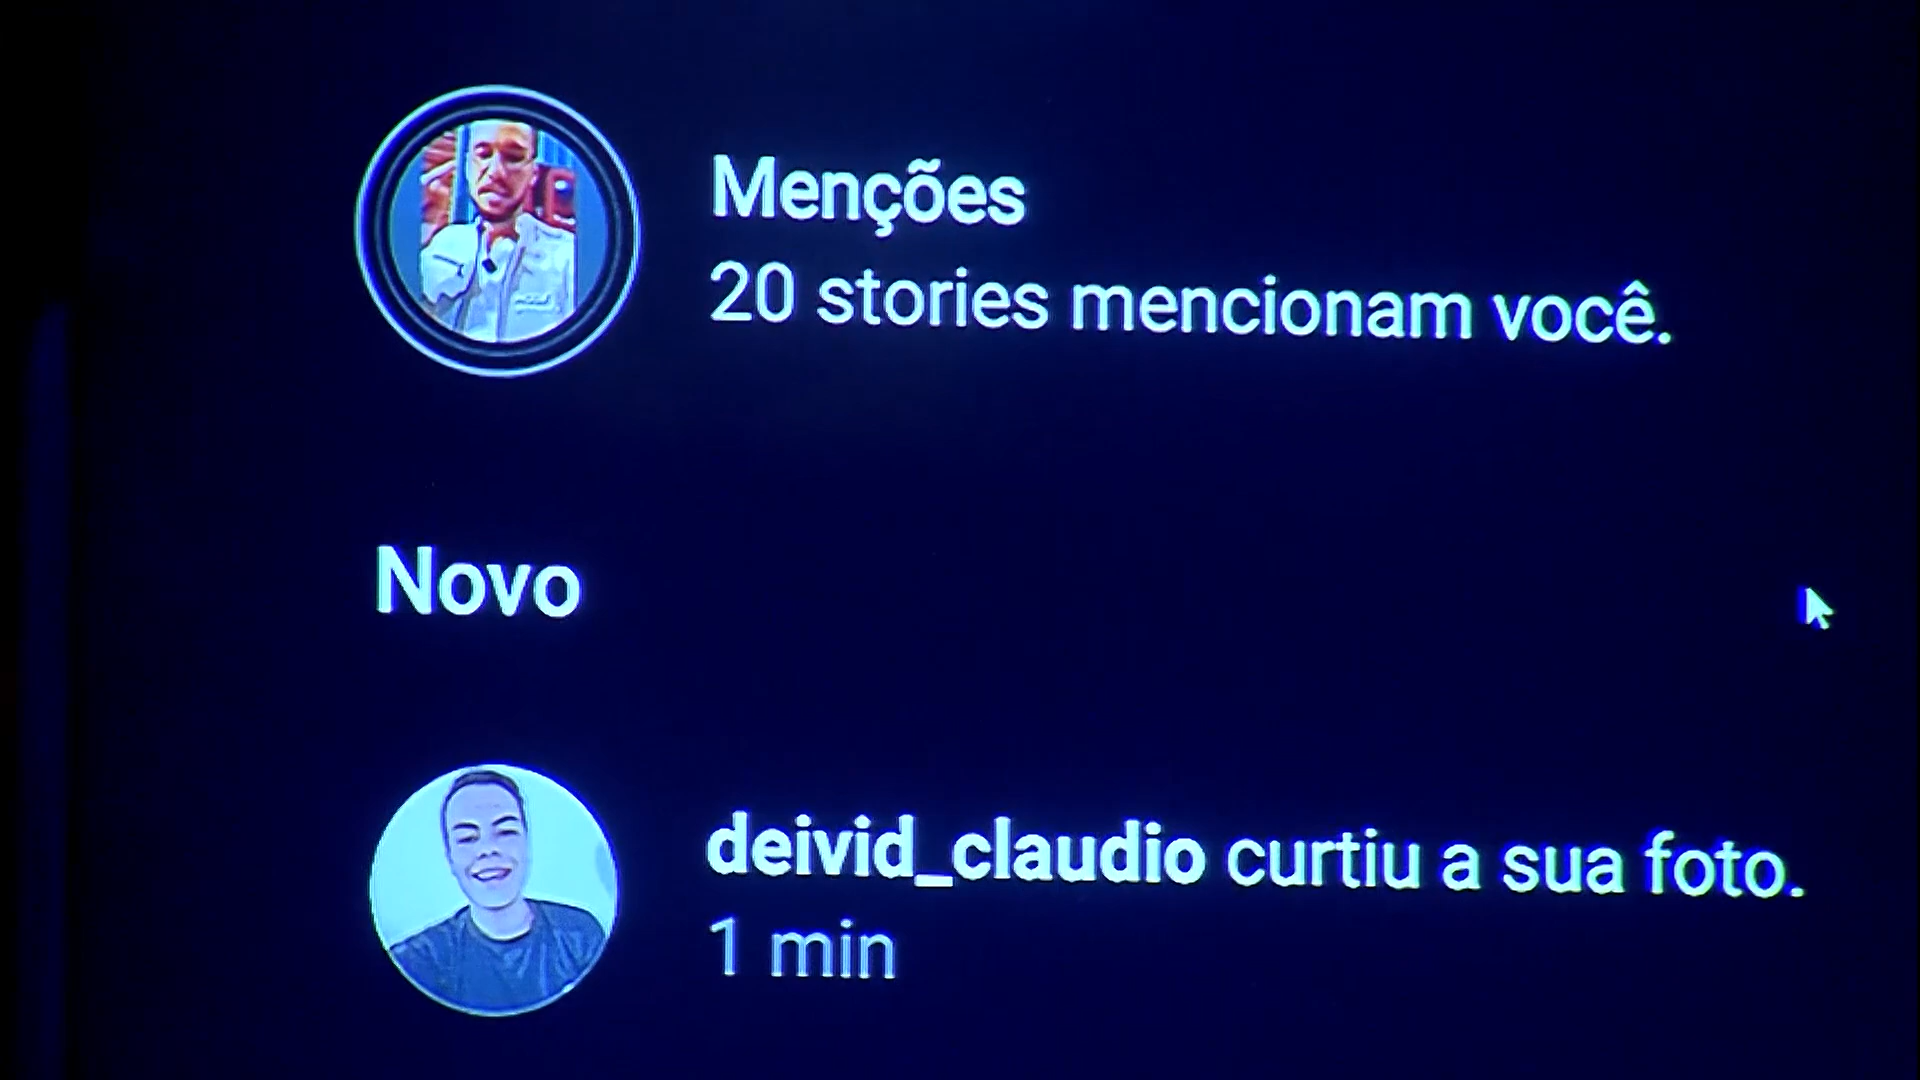 Menções
20 stories mencionam você.
Novo
deivid_claudio curtiu a sua foto.
1 min